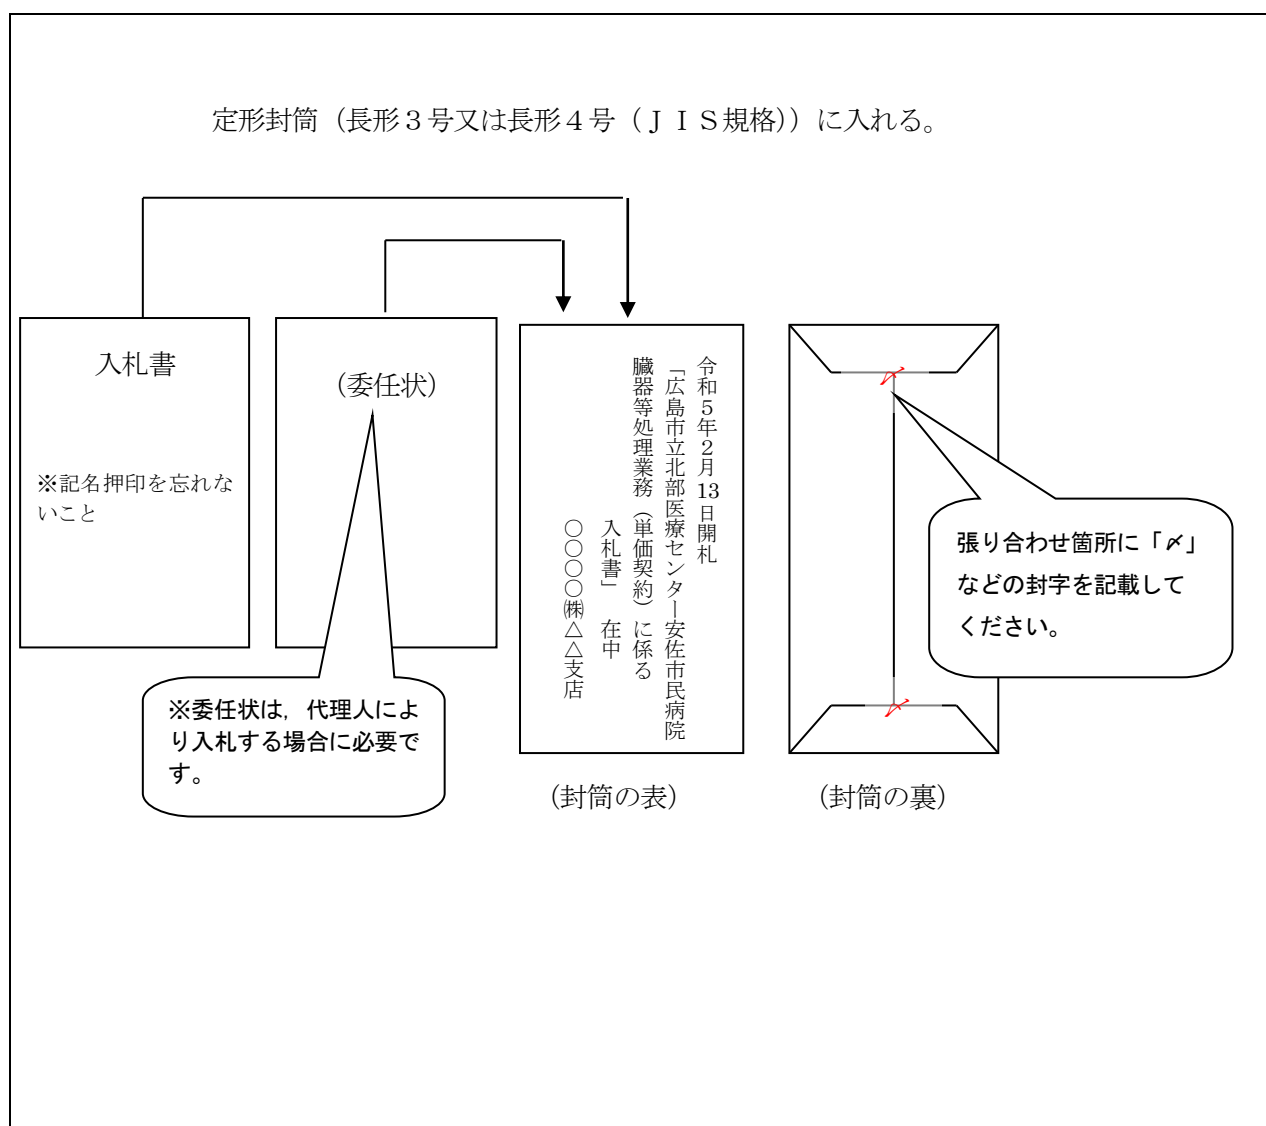 定形封筒（長形３号又は長形４号（ＪＩＳ規格））に入れる。
入札書
※記名押印を忘れな
いこと
（委任状）
※委任状は，代理人によ
り入札する場合に必要で
す。
令和５年２月13日開札
「広島市立北部医療センター安佐市民病院
臓器等処理業務（単価契約）に係る
入札書」　在中
〇〇〇〇㈱△△支店
（封筒の表）
〆
〆
張り合わせ箇所に「〆」
などの封字を記載して
ください。
（封筒の裏）